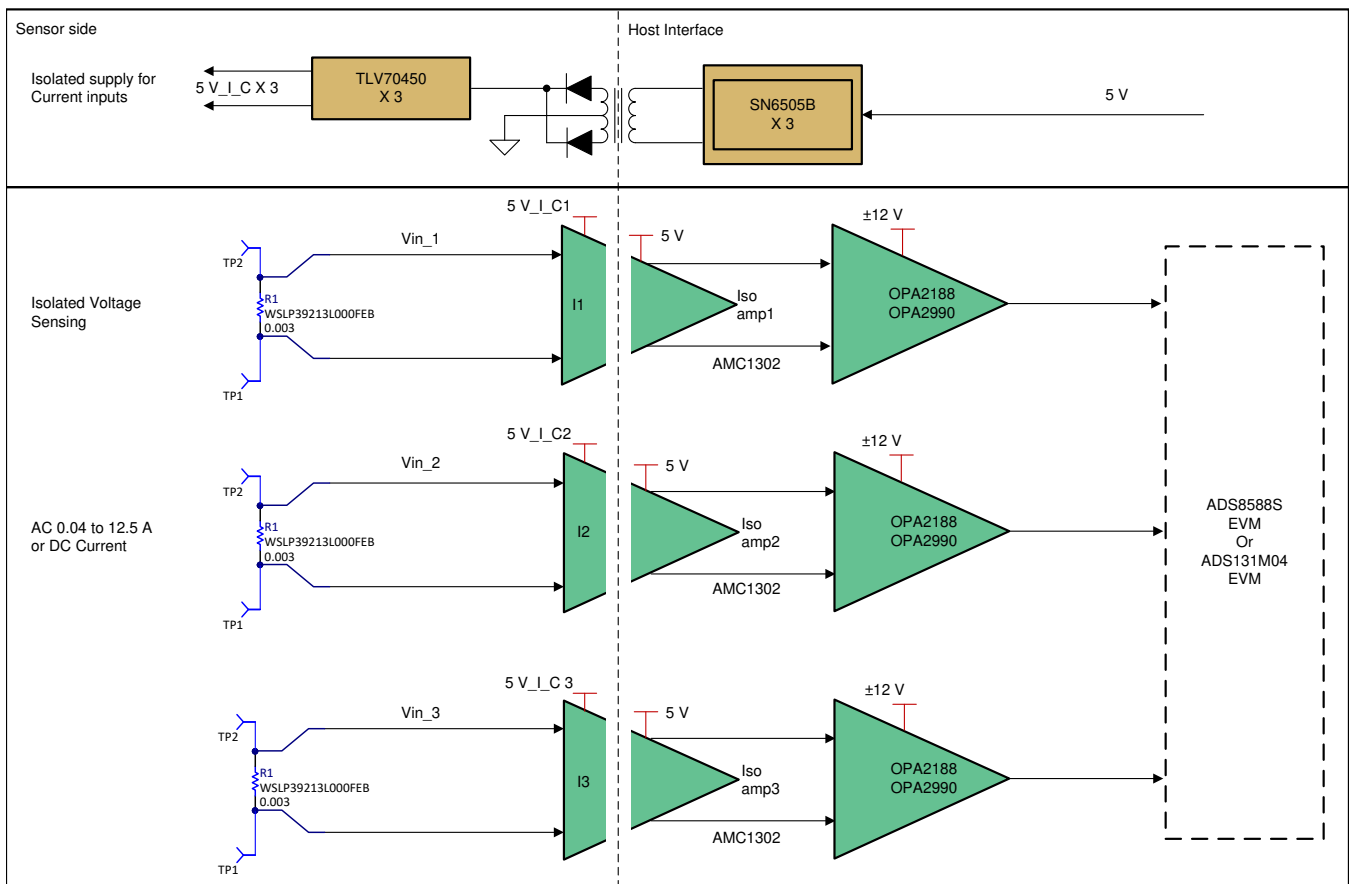 Sensor side
Host Interface
Isolated supply for
Current inputs
5 V_I_C X 3
TLV70450
X 3
SN6505B
X 3
5 V
Isolated Voltage
Sensing
TP2
R1
WSLP39213L000FEB
0.003
TP1
Vin_1
5 V_I_C1
I1
5 V
Iso
amp1
AMC1302
±12 V
OPA2188
OPA2990
AC 0.04 to 12.5 A
or DC Current
TP2
R1
WSLP39213L000FEB
0.003
TP1
Vin_2
5 V_I_C2
I2
5 V
Iso
amp2
AMC1302
±12 V
OPA2188
OPA2990
ADS8588S
EVM
Or
ADS131M04
EVM
TP2
R1
WSLP39213L000FEB
0.003
TP1
Vin_3
5 V_I_C 3
I3
5 V
Iso
amp3
AMC1302
±12 V
OPA2188
OPA2990